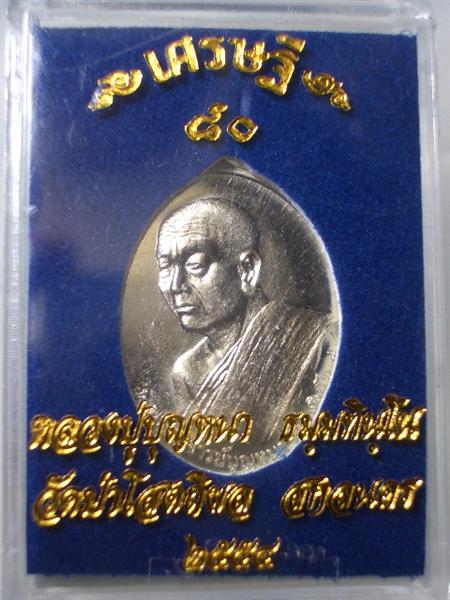 เศรษฐี
๘๐
หลวงปู่บุญหนา ธมฺมทินฺโน
วัดป่าโสตถิผล สกลนคร
๒๕๕๔